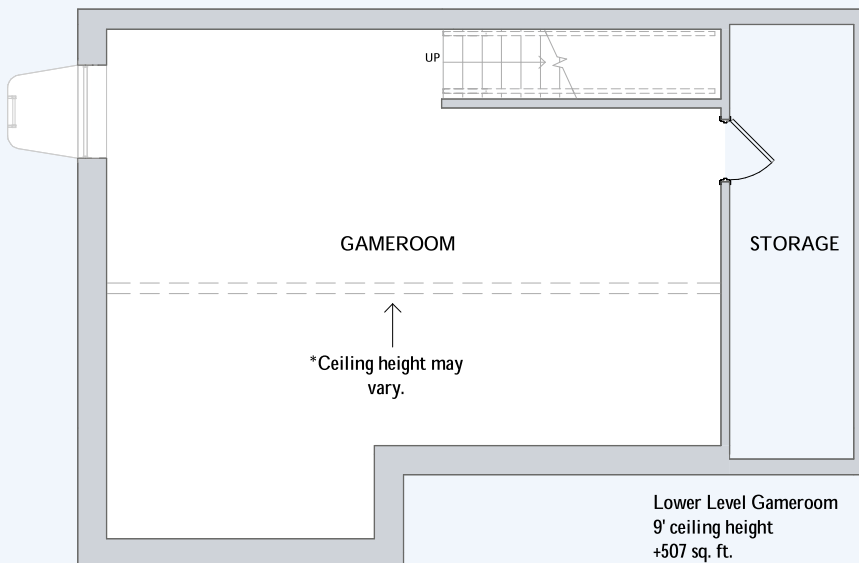 UP
GAMEROOM
STORAGE
*Ceiling height may
vary.
Lower Level Gameroom
9' ceiling height
+507 sq. ft.